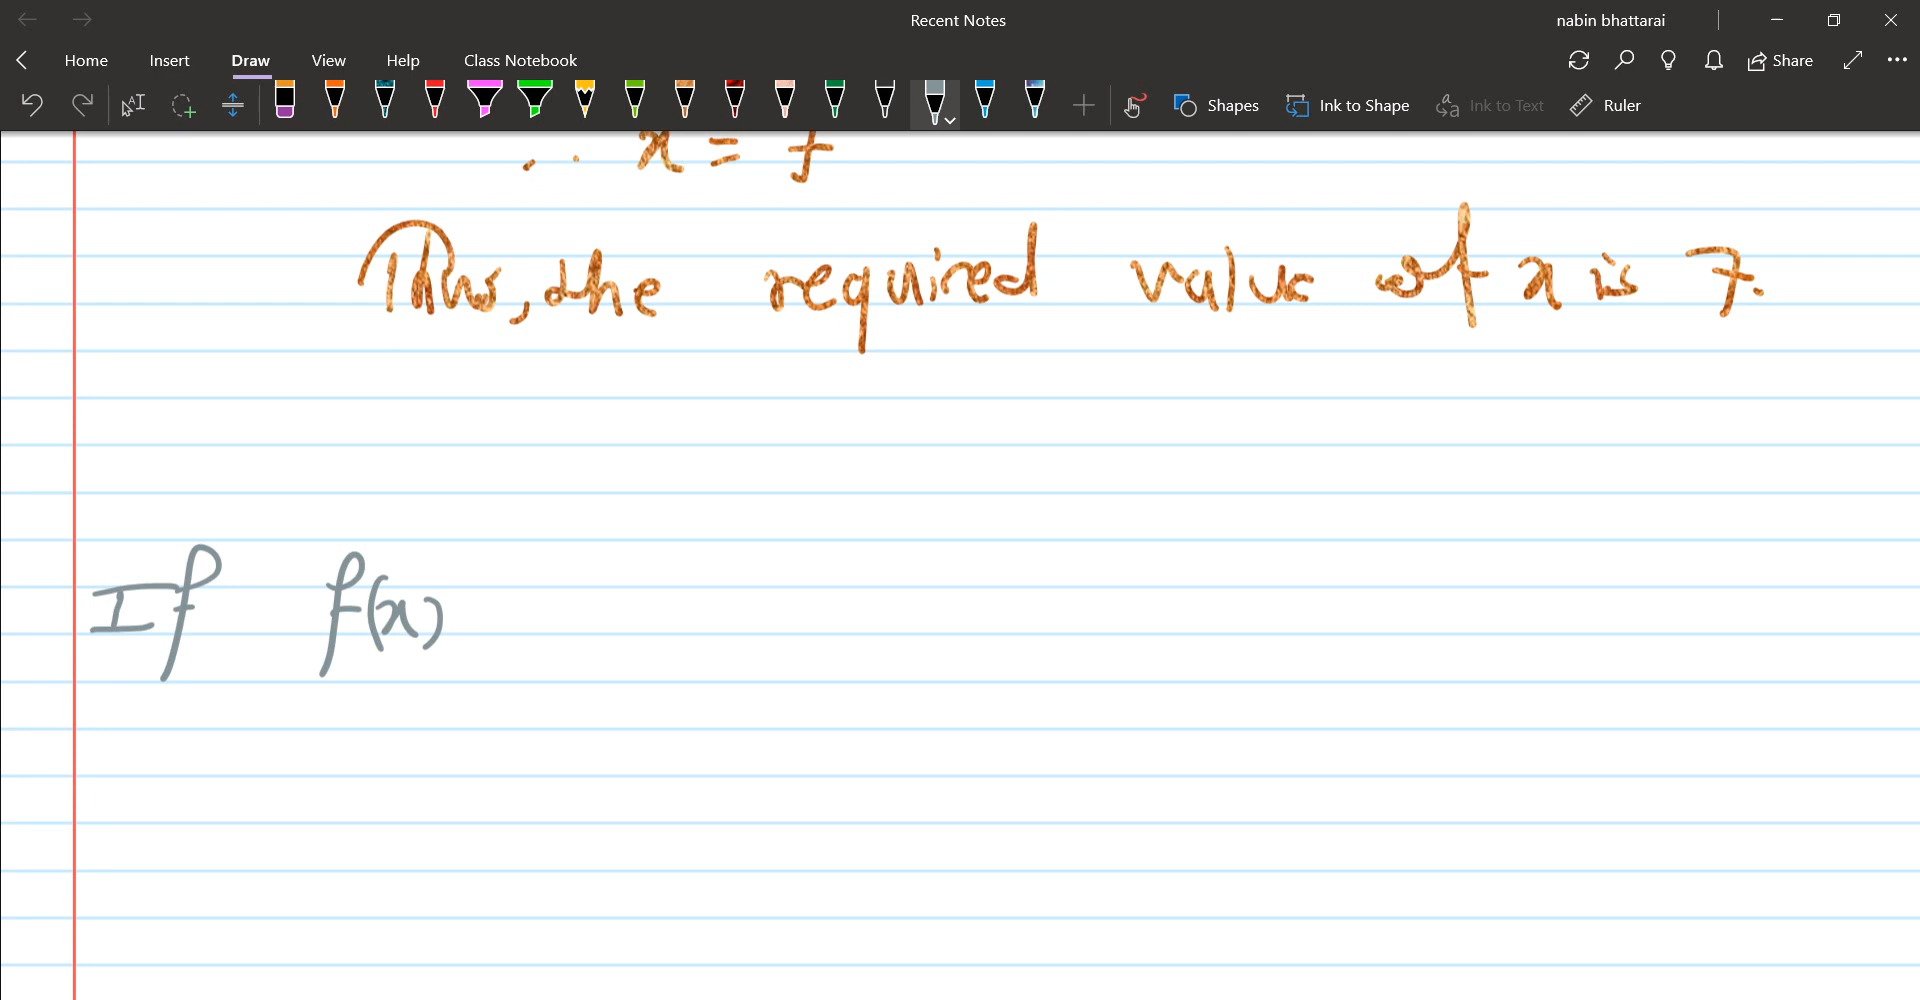 Recent Notes
nabin bhattarai
Home Insert Draw View Help Class Notebook Share
Shapes Ink to Shape Ink to Text Ruler
∴ x = 7
Thus, the required value of x is 7.
If f(x)